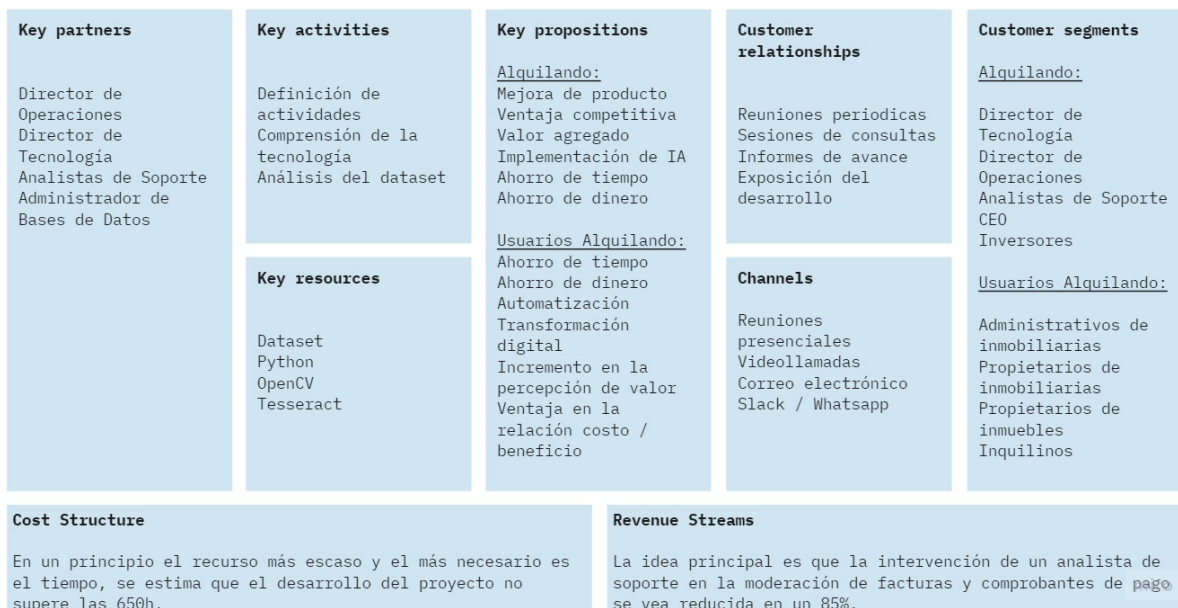 Key partners
Director de
Operaciones
Director de
Tecnología
Analistas de Soporte
Administrador de
Bases de Datos
Key activities
Definición de
actividades
Comprensión de la
tecnología
Análisis del dataset
Key resources
Dataset
Python
OpenCV
Tesseract
Key propositions
Alquilando:
Mejora de producto
Ventaja competitiva
Valor agregado
Implementación de IA
Ahorro de tiempo
Ahorro de dinero
Usuarios Alquilando:
Ahorro de tiempo
Ahorro de dinero
Automatización
Transformación
digital
Incremento en la
percepción de valor
Ventaja en la
relación costo /
beneficio
Customer
relationships
Reuniones periodicas
Sesiones de consultas
Informes de avance
Exposición del
desarrollo
Channels
Reuniones
presenciales
Videollamadas
Correo electrónico
Slack / Whatsapp
Customer segments
Alquilando:
Director de
Tecnología
Director de
Operaciones
Analistas de Soporte
CEO
Inversores
Usuarios Alquilando:
Administrativos de
inmobiliarias
Propietarios de
inmobiliarias
Propietarios de
inmuebles
Inquilinos
Cost Structure
En un principio el recurso más escaso y el más necesario es
el tiempo, se estima que el desarrollo del proyecto no
supere las 650h.
Revenue Streams
La idea principal es que la intervención de un analista de
soporte en la moderación de facturas y comprobantes de pago
se vea reducida en un 85%.